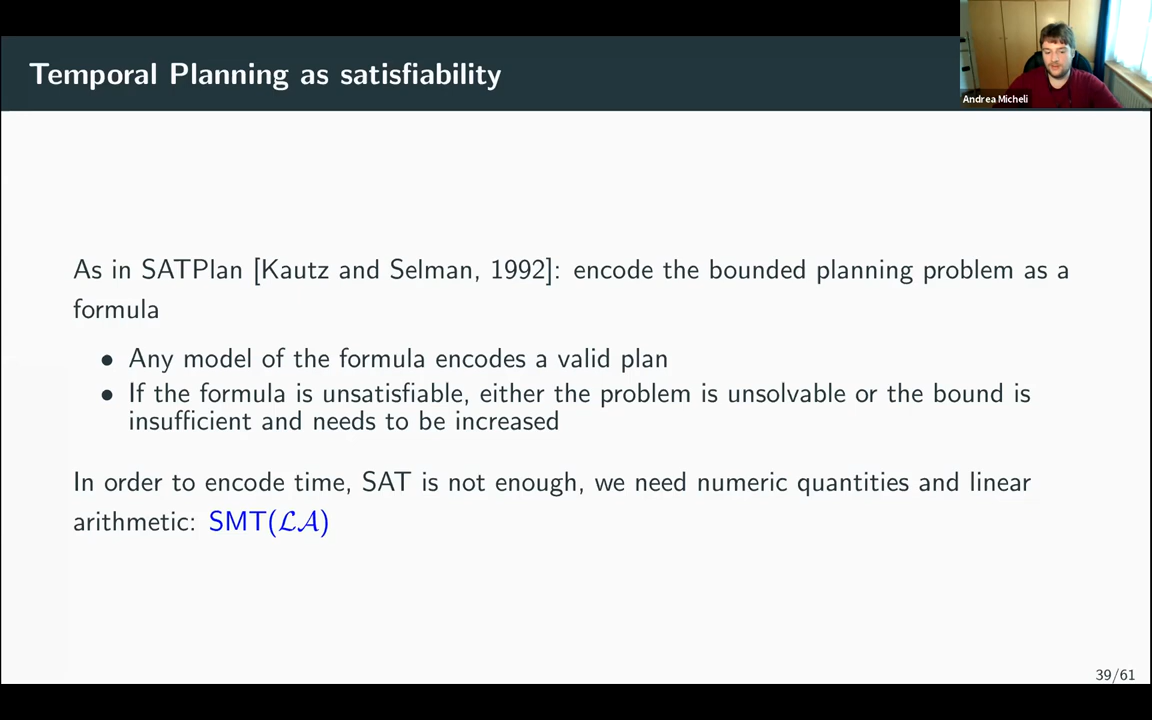 Temporal Planning as satisfiability
Andrea Micheli
As in SATPlan [Kautz and Selman, 1992]: encode the bounded planning problem as a
formula
• Any model of the formula encodes a valid plan
• If the formula is unsatisfiable, either the problem is unsolvable or the bound is
insufficient and needs to be increased
In order to encode time, SAT is not enough, we need numeric quantities and linear
arithmetic: SMT(ℒ𝒜)
39/61